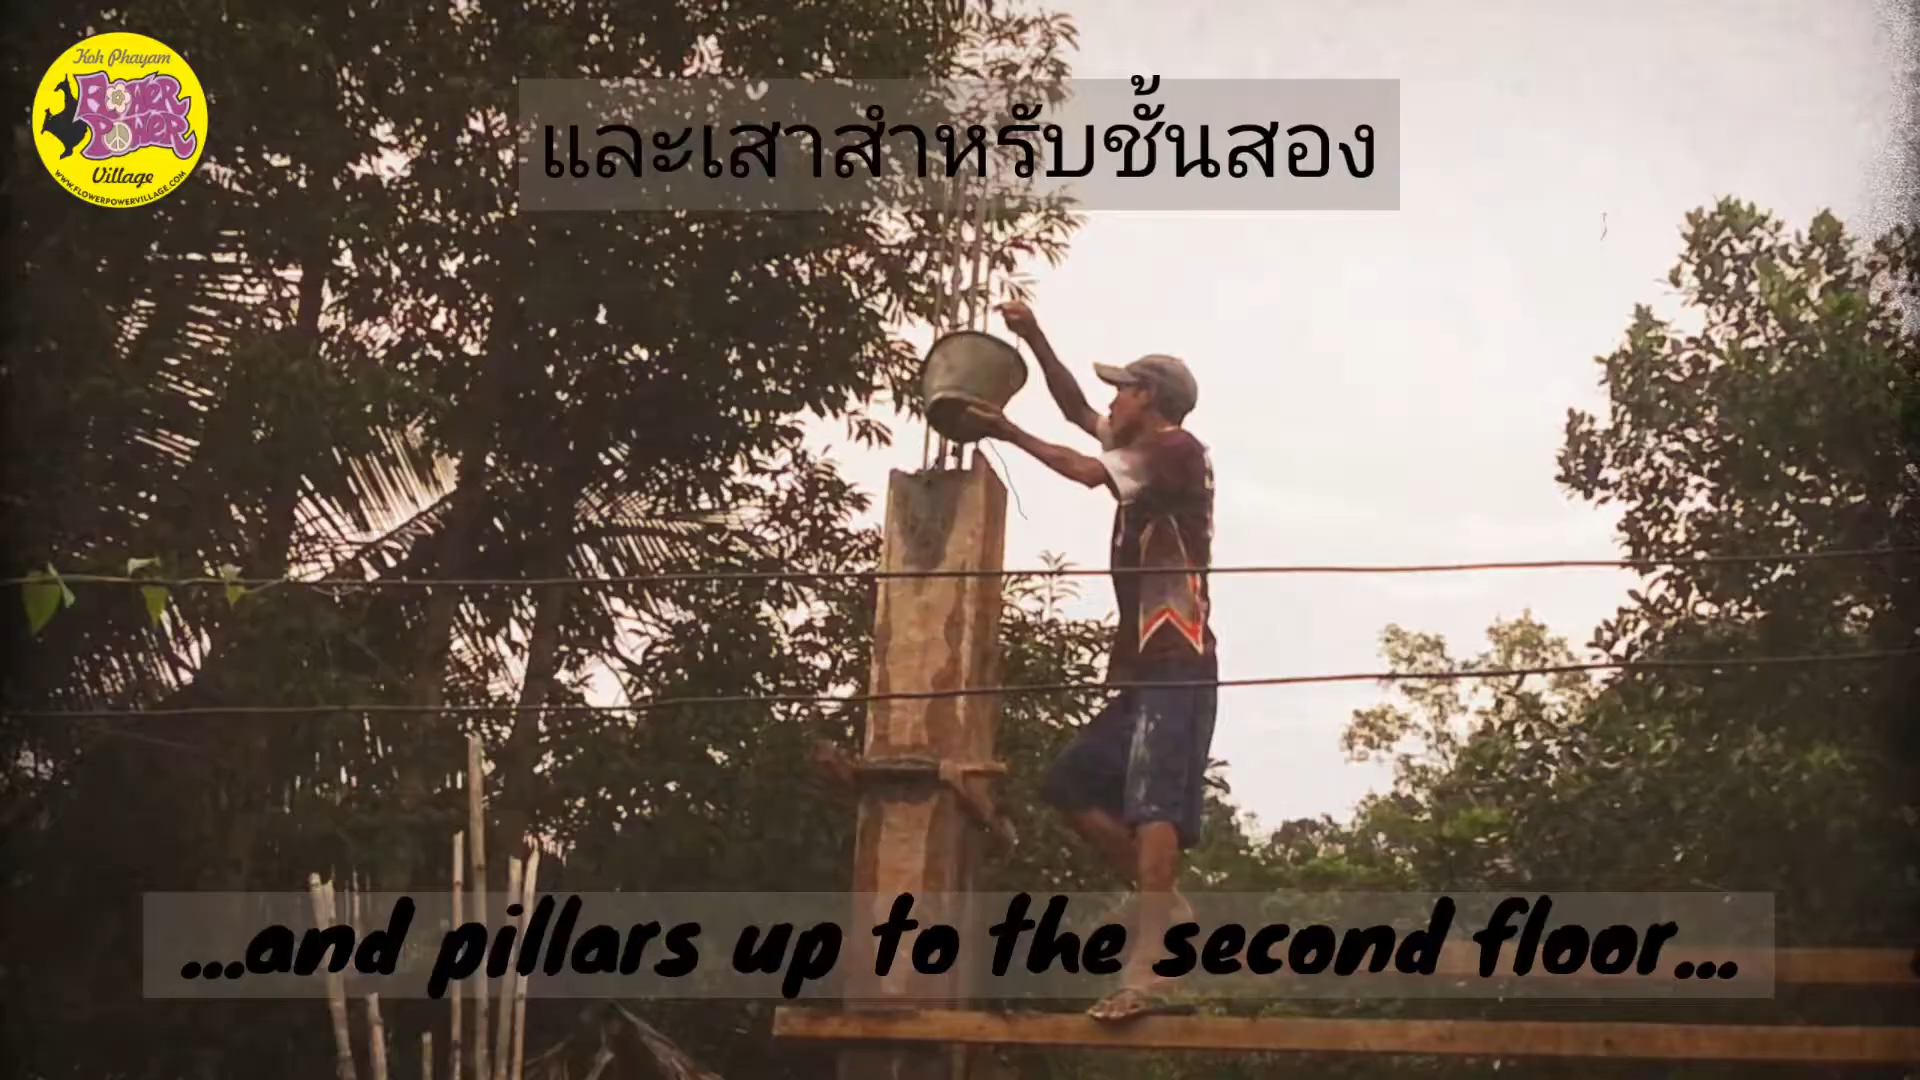 Koh Phayam
FLOWER
POWER
Village
WWW.FLOWERPOWERVILLAGE.COM
และเสาสำหรับชั้นสอง
...and pillars up to the second floor...